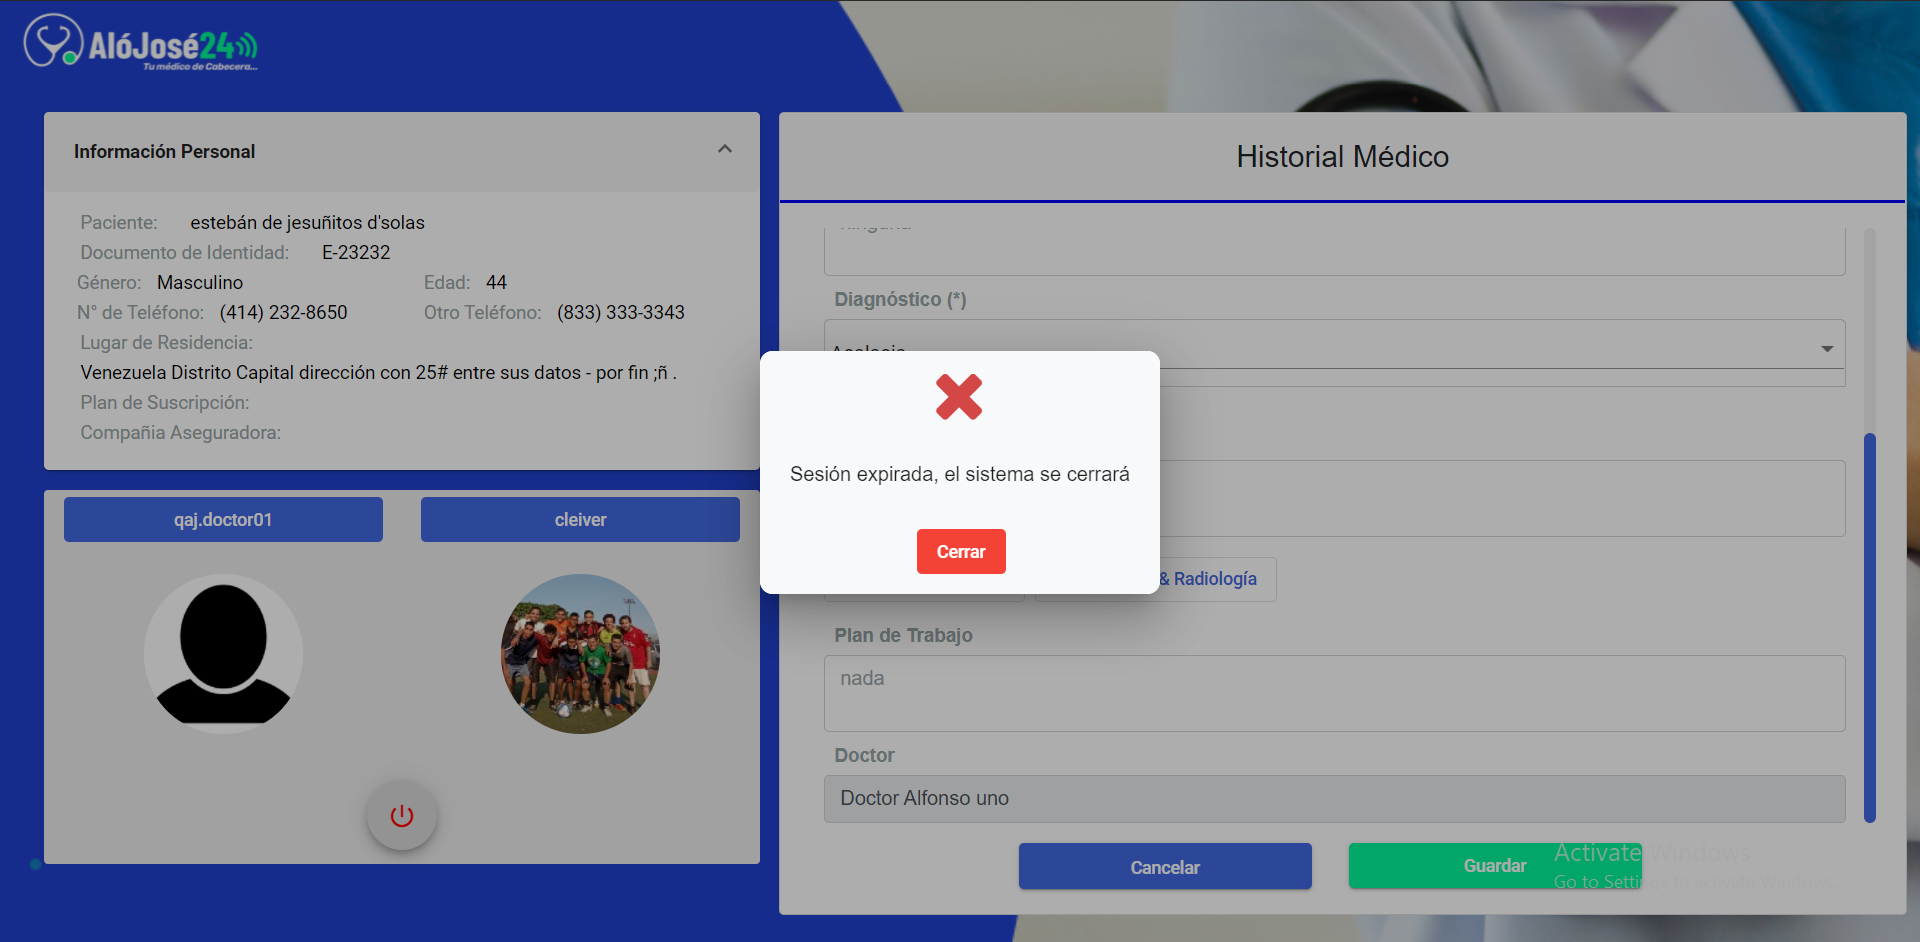 AlóJosé24
Tu médico de Cabecera...
Información Personal
Paciente: estebán de jesuñitos d'solas
Documento de Identidad: E-23232
Género: Masculino Edad: 44
N° de Teléfono: (414) 232-8650 Otro Teléfono: (833) 333-3343
Lugar de Residencia:
Venezuela Distrito Capital dirección con 25# entre sus datos - por fin ;ñ .
Plan de Suscripción:
Compañia Aseguradora:
qaj.doctor01
cleiver
Historial Médico
Diagnóstico (*)
Sesión expirada, el sistema se cerrará
Cerrar
& Radiología
Plan de Trabajo
nada
Doctor
Doctor Alfonso uno
Cancelar
Guardar
Activate Windows
Go to Settings to activate Windows.